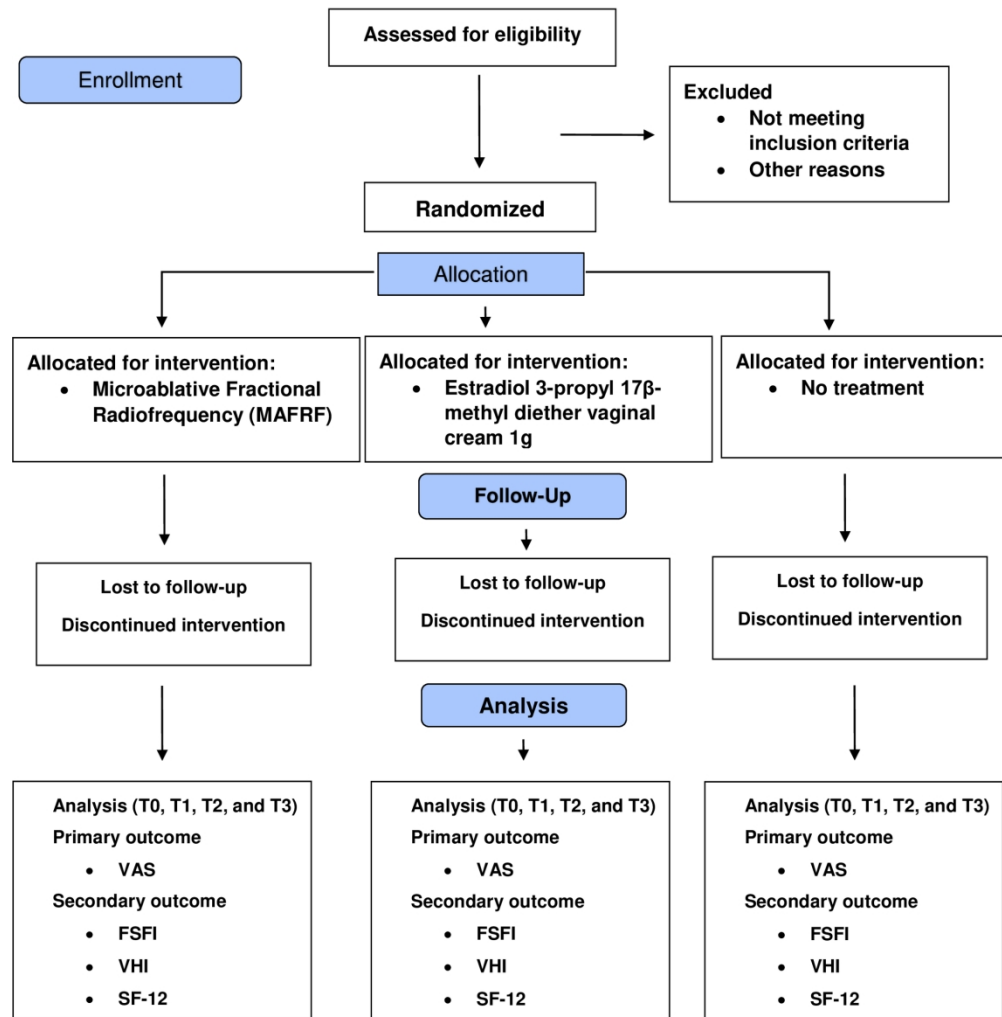 Assessed for eligibility
Enrollment
Excluded
• Not meeting
inclusion criteria
• Other reasons
Randomized
Allocation
Allocated for intervention:
• Microablative Fractional
Radiofrequency (MAFRF)
Allocated for intervention:
• Estradiol 3-propyl 17β-
methyl diether vaginal
cream 1g
Allocated for intervention:
• No treatment
Follow-Up
Lost to follow-up
Discontinued intervention
Lost to follow-up
Discontinued intervention
Lost to follow-up
Discontinued intervention
Analysis
Analysis (T0, T1, T2, and T3)
Primary outcome
• VAS
Secondary outcome
• FSFI
• VHI
• SF-12
Analysis (T0, T1, T2, and T3)
Primary outcome
• VAS
Secondary outcome
• FSFI
• VHI
• SF-12
Analysis (T0, T1, T2, and T3)
Primary outcome
• VAS
Secondary outcome
• FSFI
• VHI
• SF-12